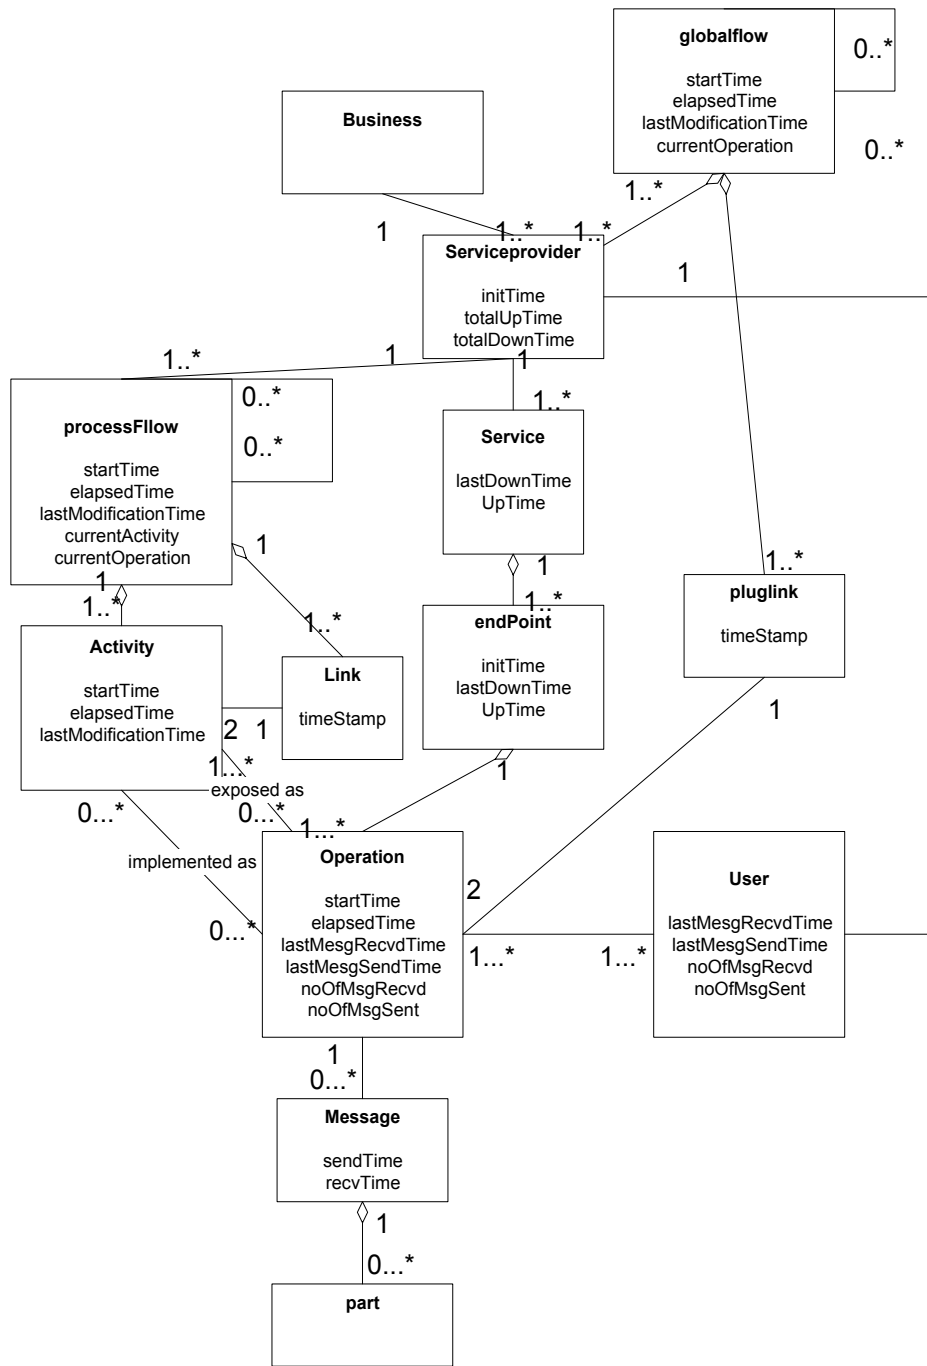 globalflow
0..*
startTime
elapsedTime
lastModificationTime
currentOperation
0..*
Business
1..*
1
1..*
1..*
Serviceprovider
1
initTime
totalUpTime
totalDownTime
1..*
1
1
0..*
1..*
processFllow
0..*
Service
startTime
elapsedTime
lastModificationTime
currentActivity
currentOperation
lastDownTime
UpTime
1
1
1..*
1
1..*
1..*
pluglink
1..*
endPoint
timeStamp
Activity
Link
initTime
lastDownTime
UpTime
startTime
elapsedTime
lastModificationTime
timeStamp
2
1
1
1...*
1
exposed as
0...*
0...*
1...*
implemented as
Operation
User
startTime
elapsedTime
lastMesgRecvdTime
lastMesgSendTime
noOfMsgRecvd
noOfMsgSent
2
0...*
1...*
1...*
lastMesgRecvdTime
lastMesgSendTime
noOfMsgRecvd
noOfMsgSent
1
0...*
Message
sendTime
recvTime
1
0...*
part